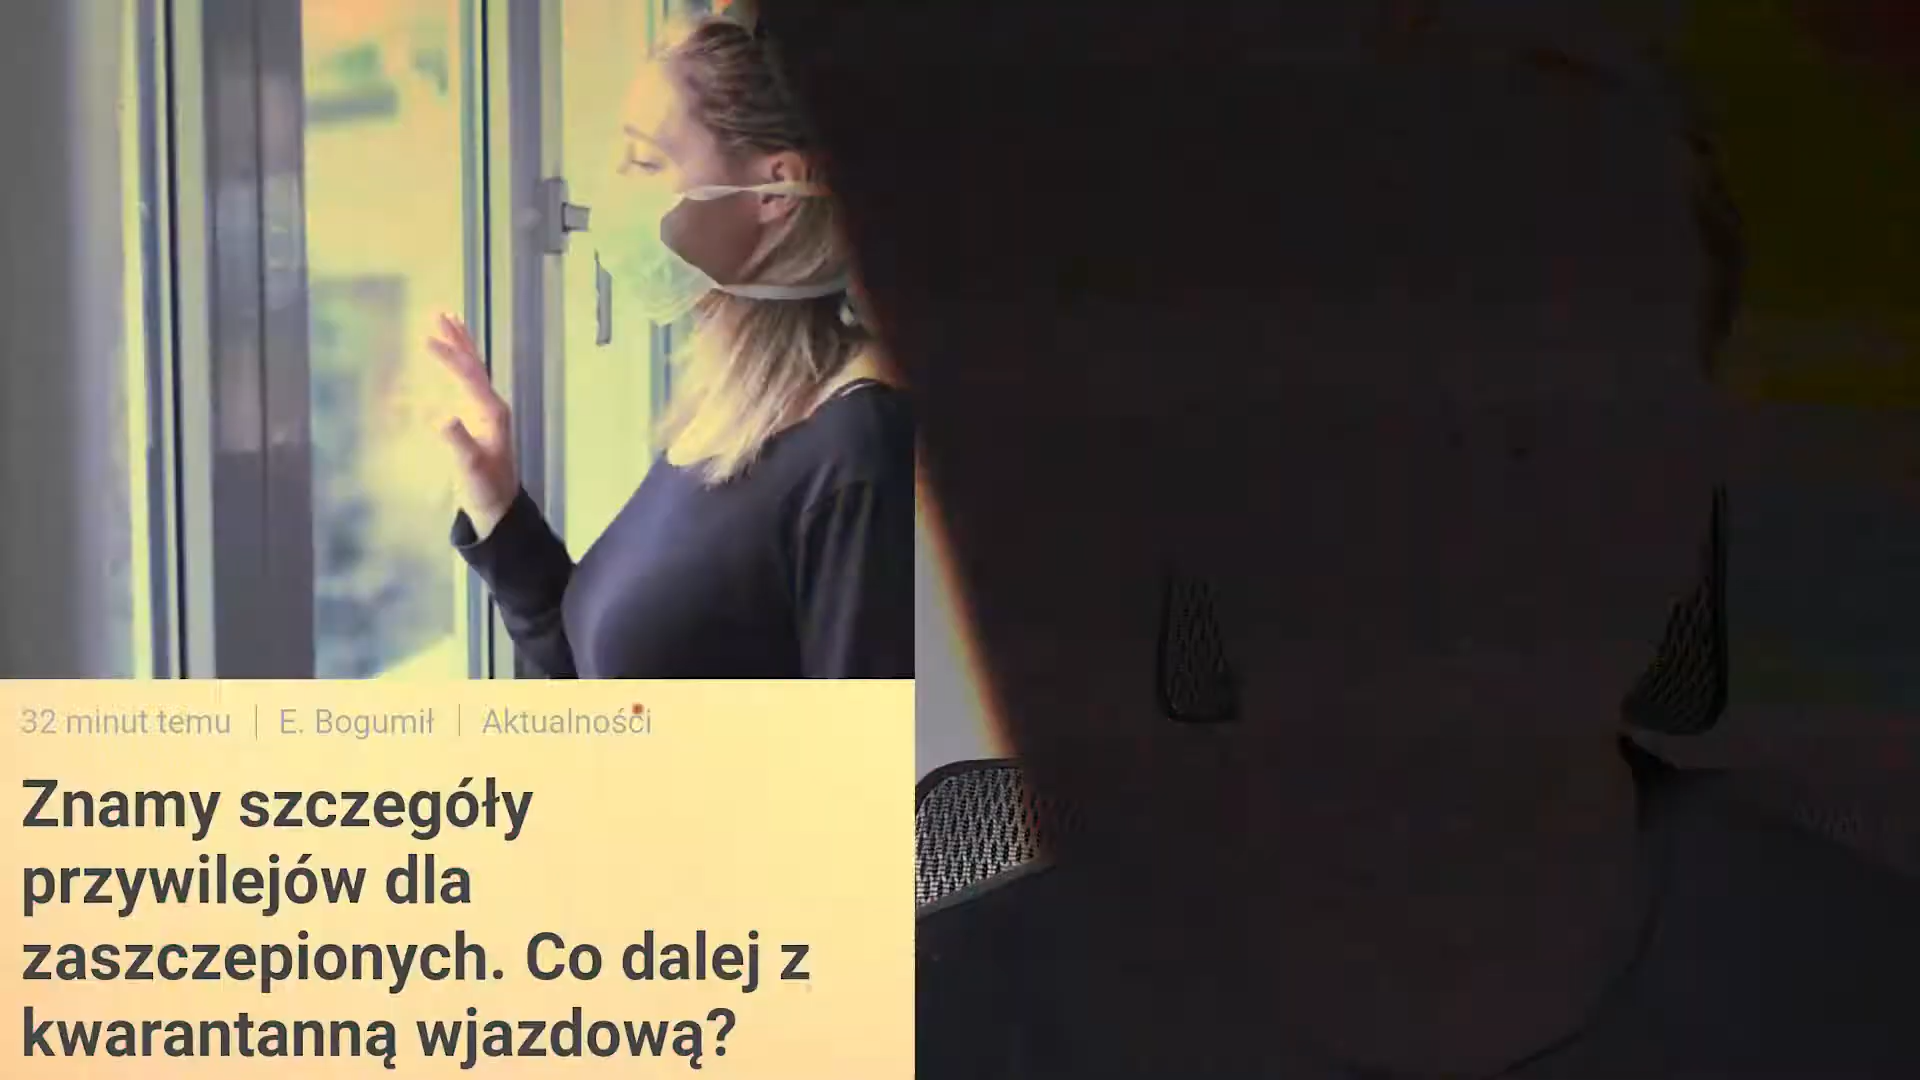 32 minut temu | E. Bogumił | Aktualności
Znamy szczegóły
przywilejów dla
zaszczepionych. Co dalej z
kwarantanną wjazdową?